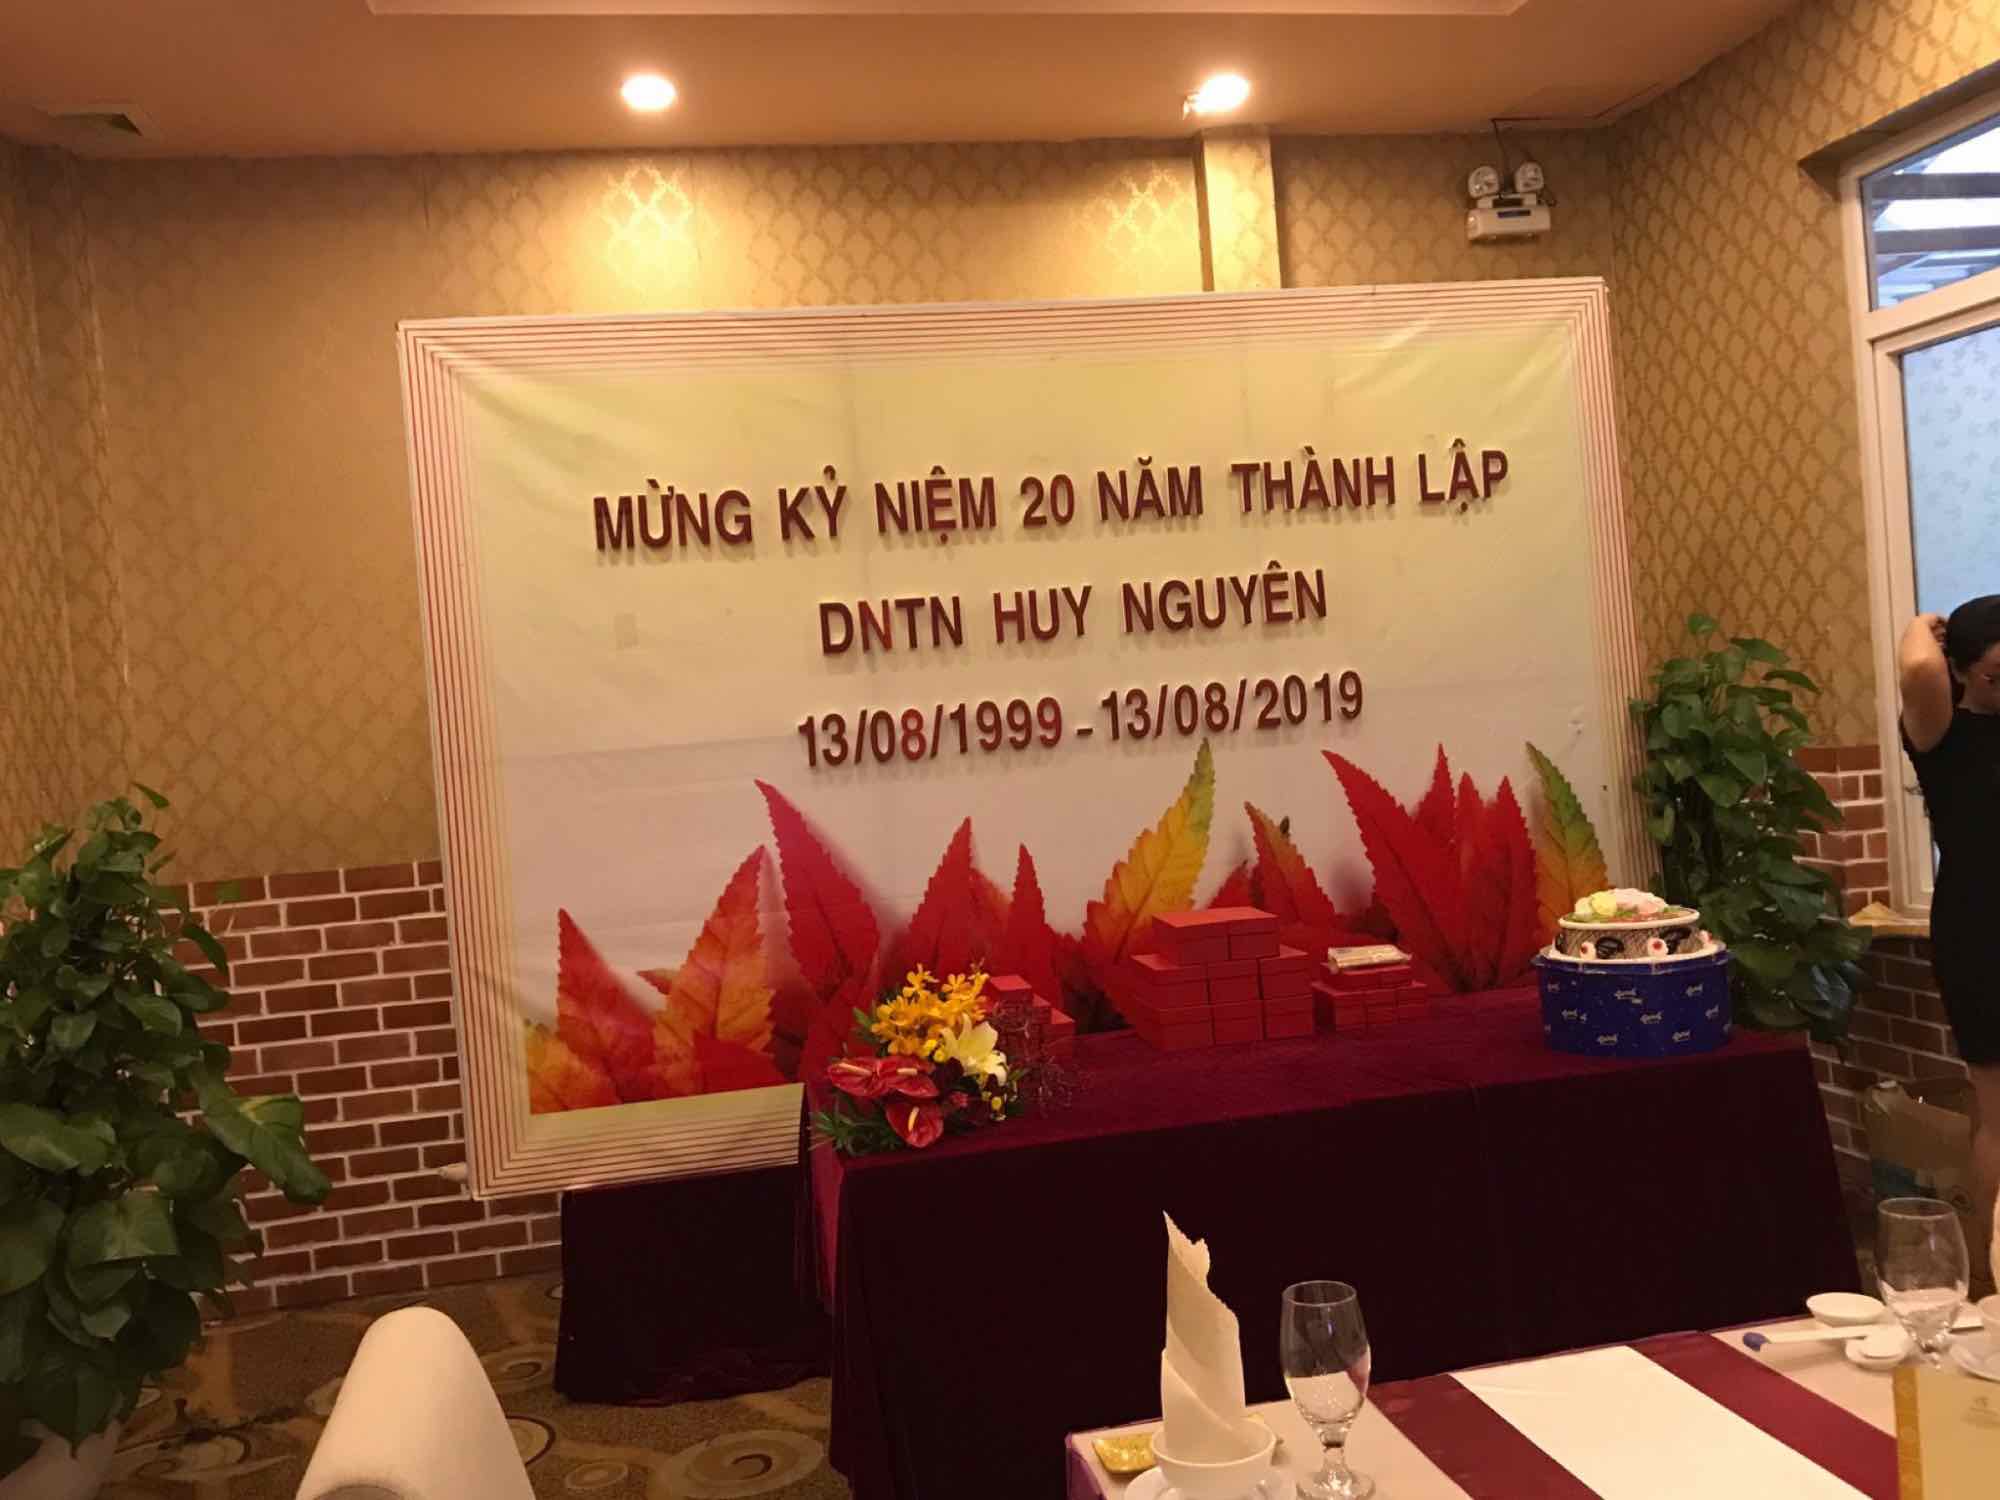 MỪNG KỶ NIỆM 20 NĂM THÀNH LẬP
DNTN HUY NGUYÊN
13/08/1999 - 13/08/2019